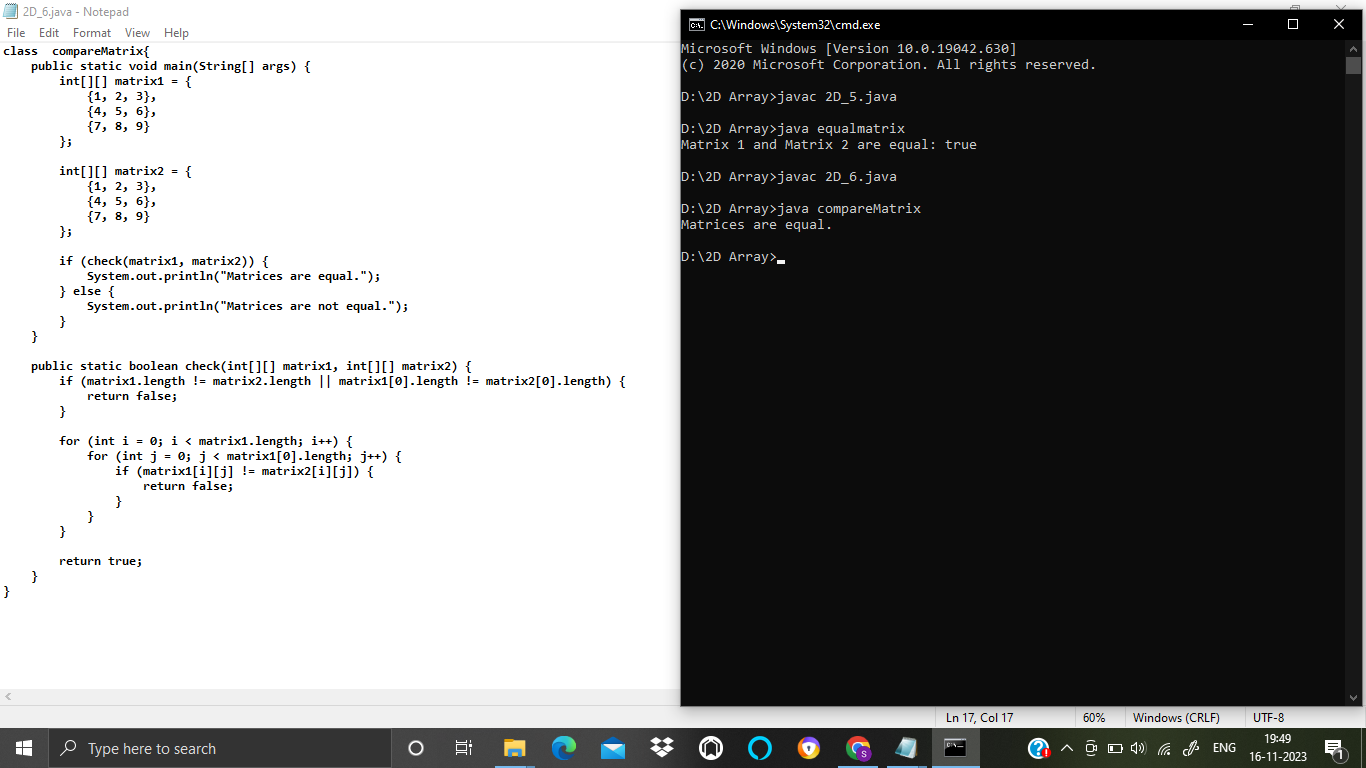 2D_6.java - Notepad
File Edit Format View Help
class  compareMatrix{
    public static void main(String[] args) {
        int[][] matrix1 = {
            {1, 2, 3},
            {4, 5, 6},
            {7, 8, 9}
        };

        int[][] matrix2 = {
            {1, 2, 3},
            {4, 5, 6},
            {7, 8, 9}
        };

        if (check(matrix1, matrix2)) {
            System.out.println("Matrices are equal.");
        } else {
            System.out.println("Matrices are not equal.");
        }
    }

    public static boolean check(int[][] matrix1, int[][] matrix2) {
        if (matrix1.length != matrix2.length || matrix1[0].length != matrix2[0].length) {
            return false;
        }

        for (int i = 0; i < matrix1.length; i++) {
            for (int j = 0; j < matrix1[0].length; j++) {
                if (matrix1[i][j] != matrix2[i][j]) {
                    return false;
                }
            }
        }

        return true;
    }
}
C:\Windows\System32\cmd.exe
Microsoft Windows [Version 10.0.19042.630]
(c) 2020 Microsoft Corporation. All rights reserved.

D:\2D Array>javac 2D_5.java

D:\2D Array>java equalmatrix
Matrix 1 and Matrix 2 are equal: true

D:\2D Array>javac 2D_6.java

D:\2D Array>java compareMatrix
Matrices are equal.

D:\2D Array>
Ln 17, Col 17 60% Windows (CRLF) UTF-8
Type here to search
S
ENG
19:49
16-11-2023
1